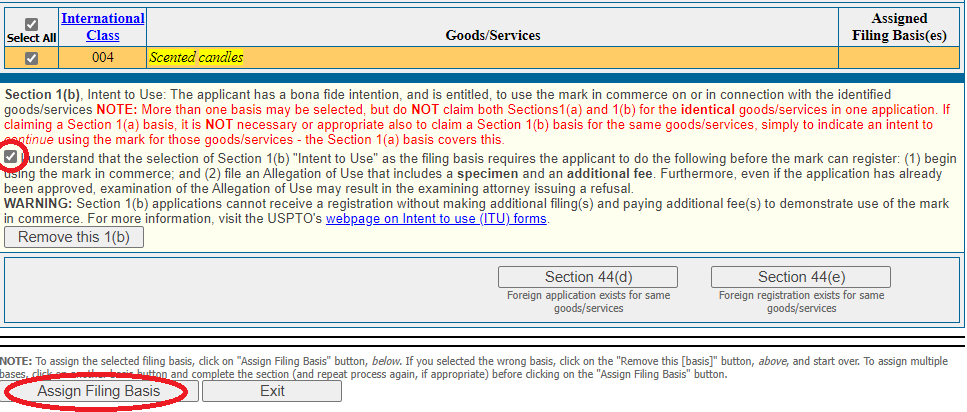 Select All
International
Class
Goods/Services
Assigned
Filing Basis(es)
004 Scented candles
Section 1(b), Intent to Use: The applicant has a bona fide intention, and is entitled, to use the mark in commerce on or in connection with the identified
goods/services NOTE: More than one basis may be selected, but do NOT claim both Sections1(a) and 1(b) for the identical goods/services in one application. If
claiming a Section 1(a) basis, it is NOT necessary or appropriate also to claim a Section 1(b) basis for the same goods/services, simply to indicate an intent to
continue using the mark for those goods/services - the Section 1(a) basis covers this.
I understand that the selection of Section 1(b) "Intent to Use" as the filing basis requires the applicant to do the following before the mark can register: (1) begin
using the mark in commerce; and (2) file an Allegation of Use that includes a specimen and an additional fee. Furthermore, even if the application has already
been approved, examination of the Allegation of Use may result in the examining attorney issuing a refusal.
WARNING: Section 1(b) applications cannot receive a registration without making additional filing(s) and paying additional fee(s) to demonstrate use of the mark
in commerce. For more information, visit the USPTO's webpage on Intent to use (ITU) forms.
Remove this 1(b)
Section 44(d)
Foreign application exists for same
goods/services
Section 44(e)
Foreign registration exists for same
goods/services
NOTE: To assign the selected filing basis, click on "Assign Filing Basis" button, below. If you selected the wrong basis, click on the "Remove this [basis]" button, above, and start over. To assign multiple
bases, click on another basis button and complete the section (and repeat process again, if appropriate) before clicking on the "Assign Filing Basis" button.
Assign Filing Basis
Exit